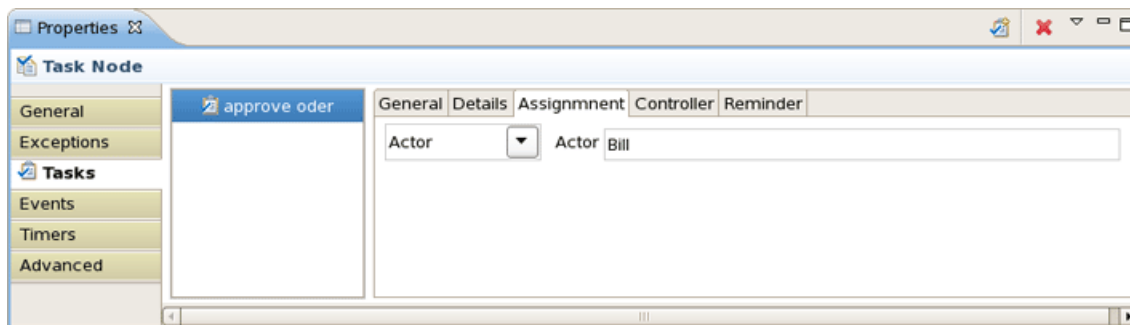 Properties
Task Node
General
Exceptions
Tasks
Events
Timers
Advanced
approve oder
General Details Assignmnent Controller Reminder
Actor Actor Bill